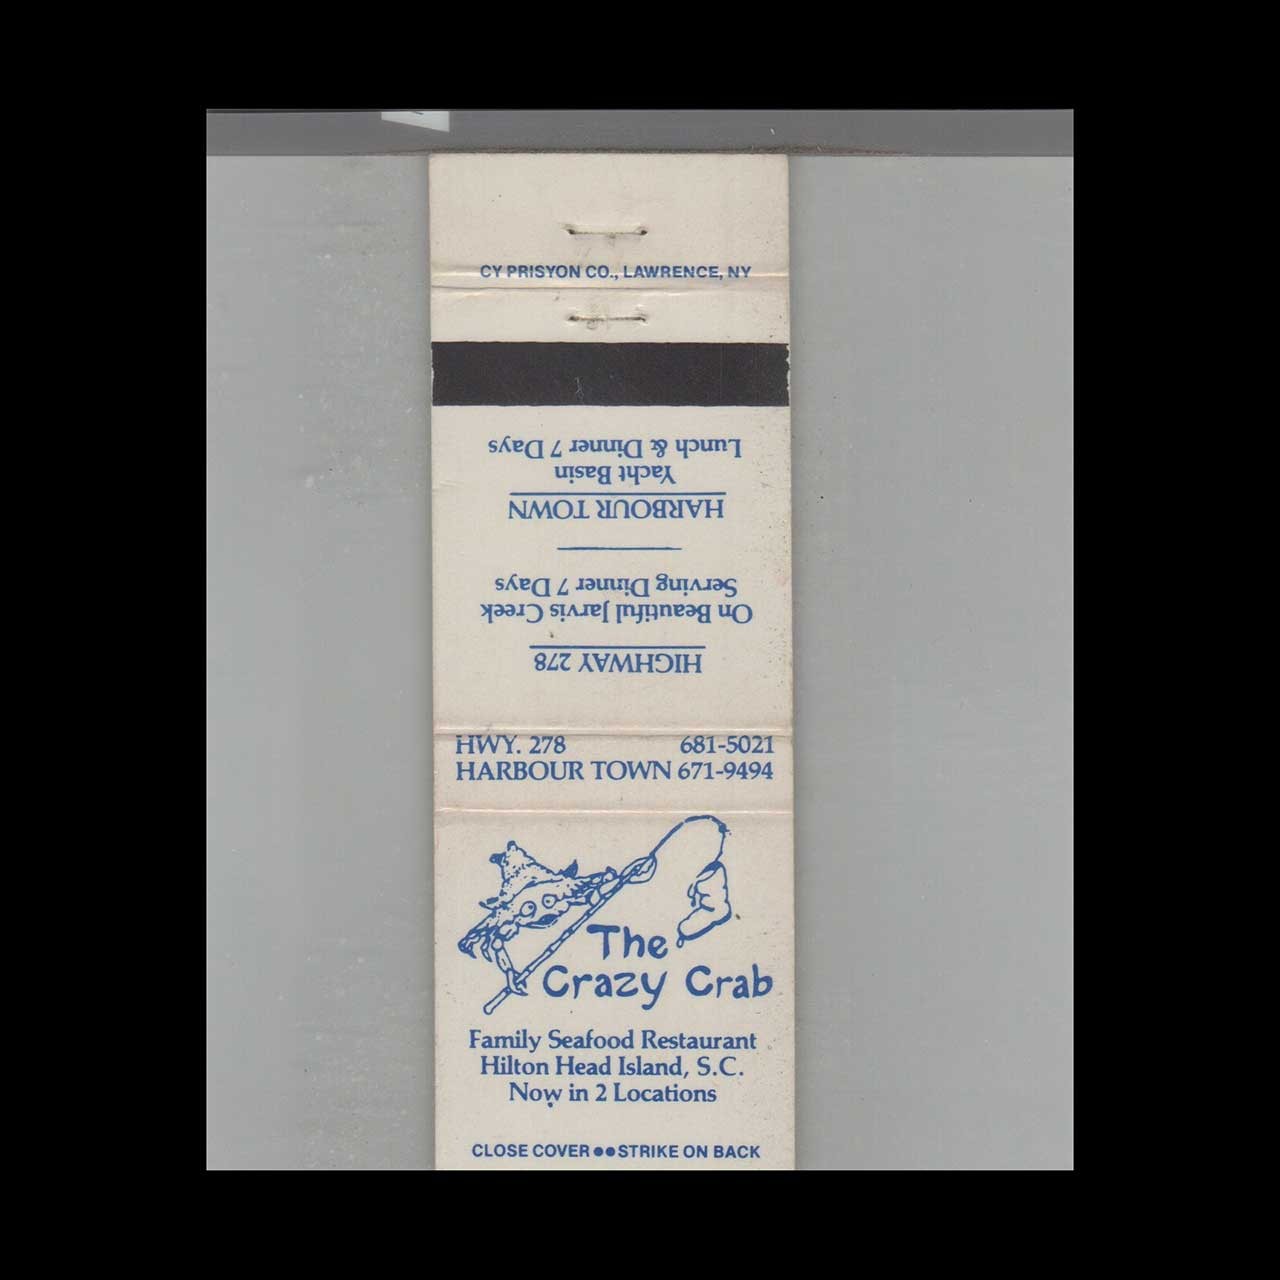 CY PRISYON CO., LAWRENCE, NY
HIGHWAY 278
On Beautiful Jarvis Creek
Serving Dinner 7 Days
HARBOUR TOWN
Yacht Basin
Lunch & Dinner 7 Days
HWY. 278 681-5021
HARBOUR TOWN 671-9494
The
Crazy Crab
Family Seafood Restaurant
Hilton Head Island, S.C.
Now in 2 Locations
CLOSE COVER ●● STRIKE ON BACK